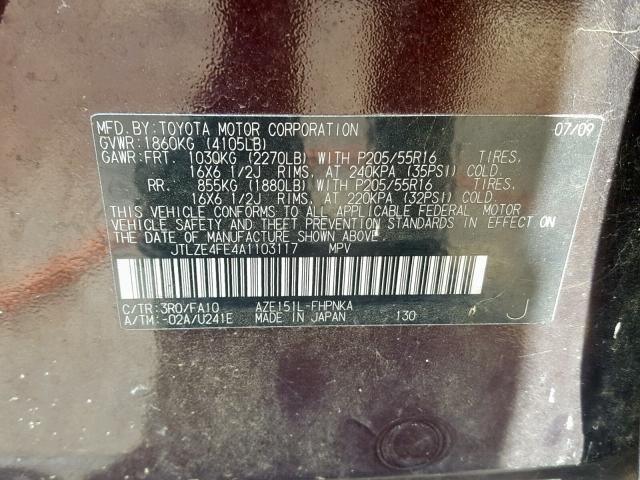 MFD.BY:TOYOTA MOTOR CORPORATION 07/09
GVWR:1860KG (4105LB)
GAWR:FRT. 1030KG (2270LB) WITH P205/55R16 TIRES,
16X6 1/2J RIMS, AT 240KPA (35PSI) COLD.
RR. 855KG (1880LB) WITH P205/55R16 TIRES,
16X6 1/2J RIMS, AT 220KPA (32PSI) COLD.
THIS VEHICLE CONFORMS TO ALL APPLICABLE FEDERAL MOTOR
VEHICLE SAFETY AND THEFT PREVENTION STANDARDS IN EFFECT ON
THE DATE OF MANUFACTURE SHOWN ABOVE.
JTLZE4FE4A1103117 MPV
C/TR:3R0/FA10 AZE151L-FHPNKA
A/TM:-02A/U241E MADE IN JAPAN 130 J